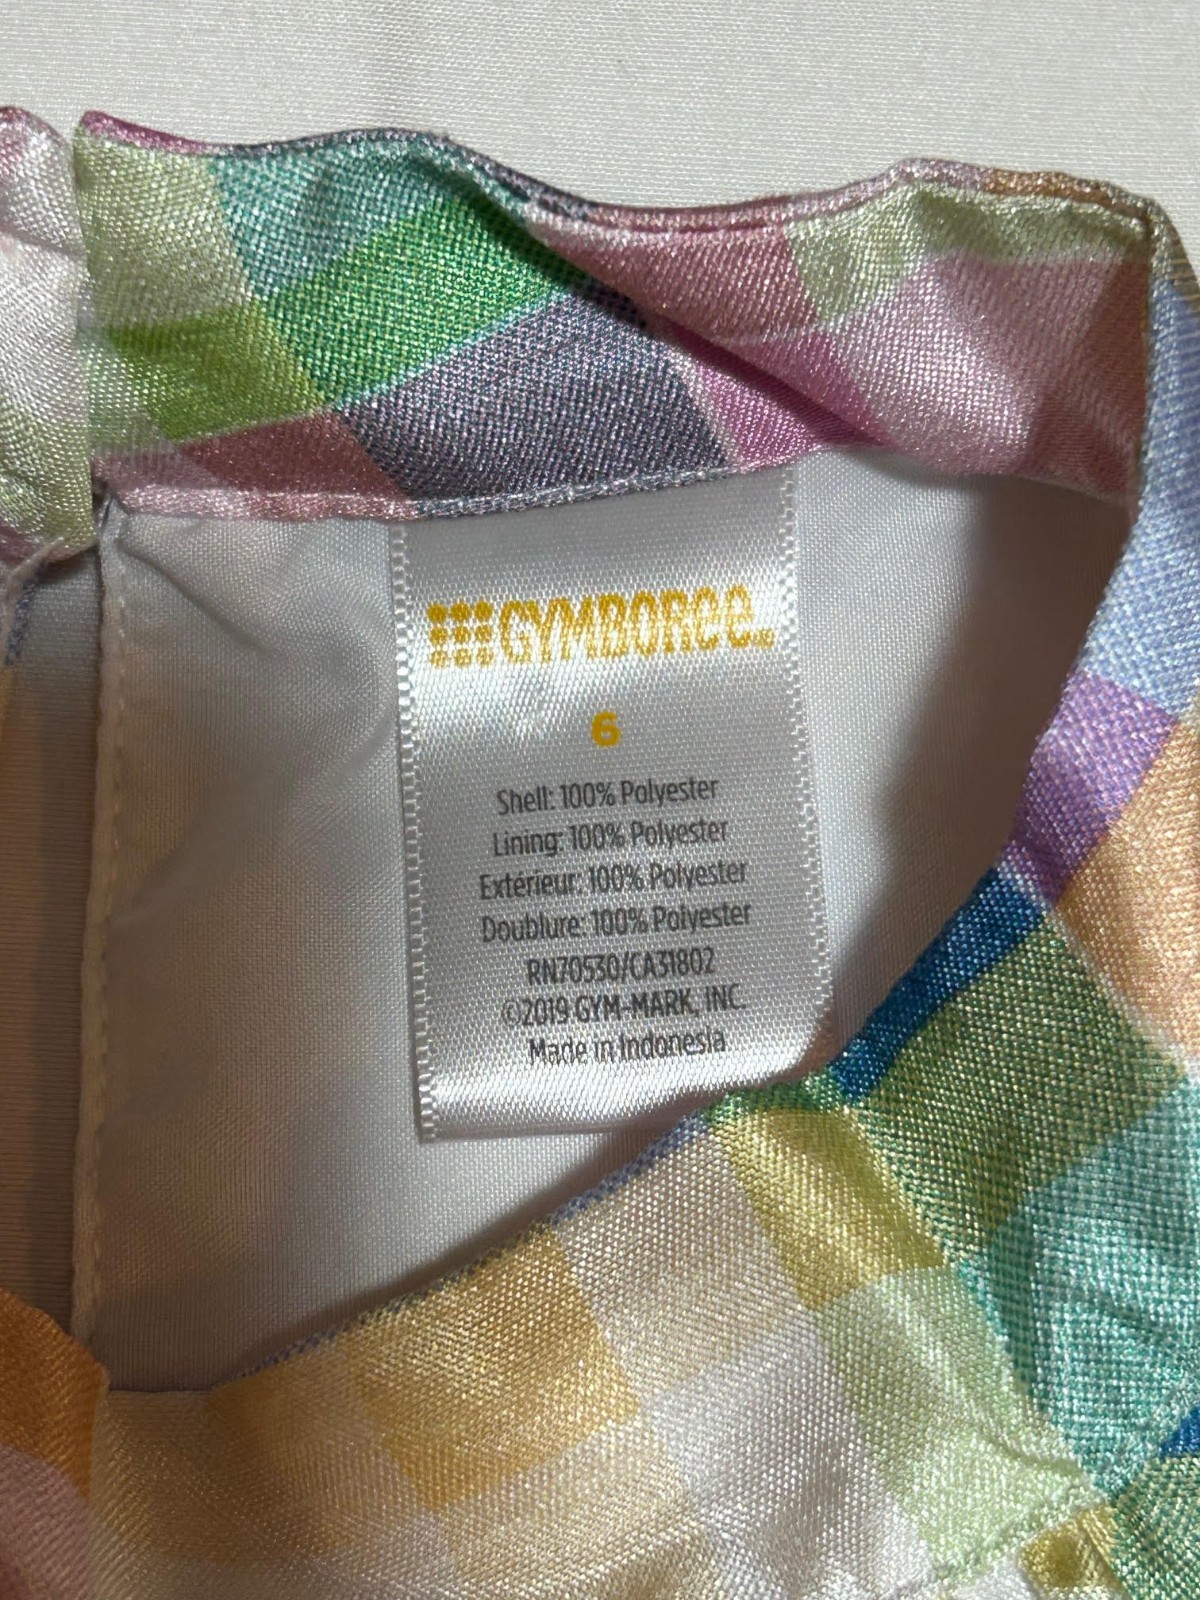 GYMBOREE
6
Shell: 100% Polyester
Lining: 100% Polyester
Extérieur: 100% Polyester
Doublure: 100% Polyester
RN70530/CA31802
©2019 GYM-MARK, INC.
Made in Indonesia